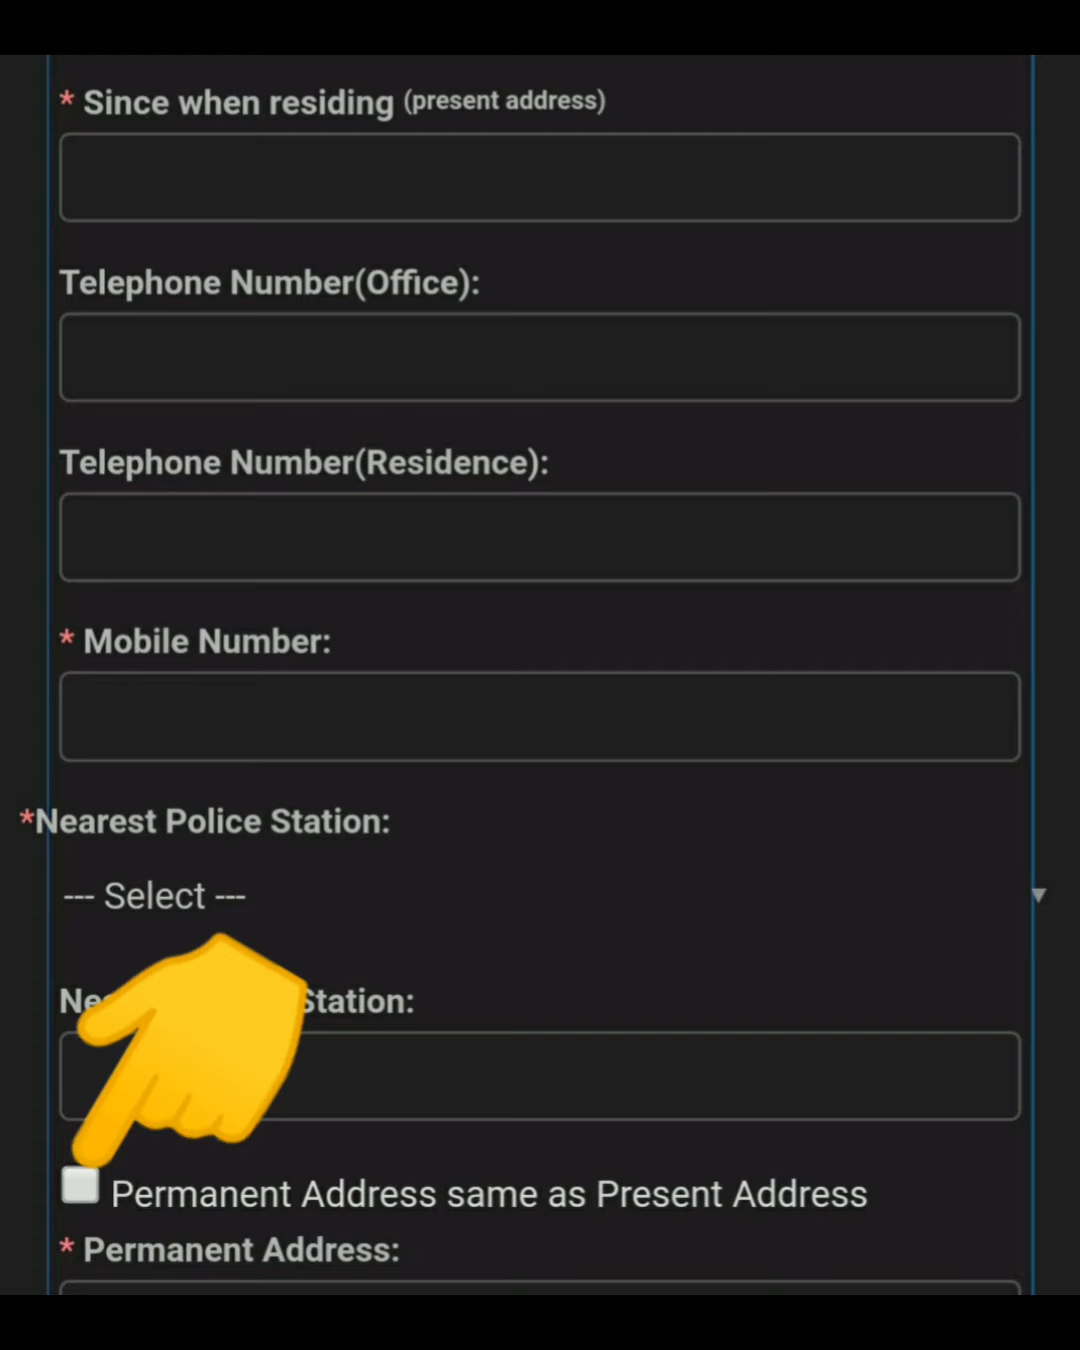 * Since when residing (present address)
Telephone Number(Office):
Telephone Number(Residence):
* Mobile Number:
*Nearest Police Station:
--- Select ---
Station:
Permanent Address same as Present Address
* Permanent Address: